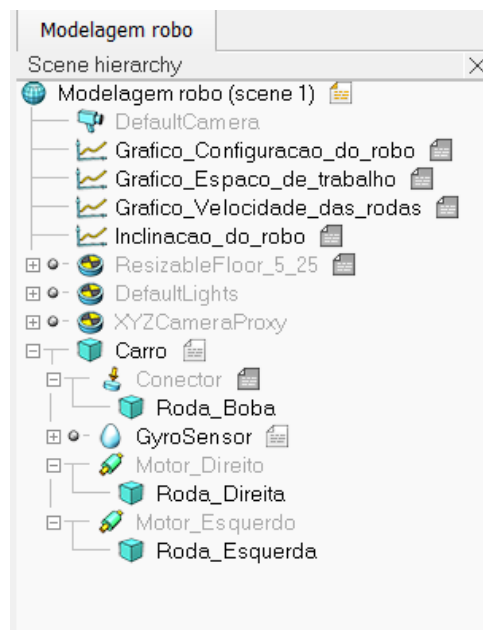 Modelagem robo
Scene hierarchy
Modelagem robo (scene 1)
DefaultCamera
Grafico_Configuracao_do_robo
Grafico_Espaco_de_trabalho
Grafico_Velocidade_das_rodas
Inclinacao_do_robo
ResizableFloor_5_25
DefaultLights
XYZCameraProxy
Carro
Conector
Roda_Boba
GyroSensor
Motor_Direito
Roda_Direita
Motor_Esquerdo
Roda_Esquerda